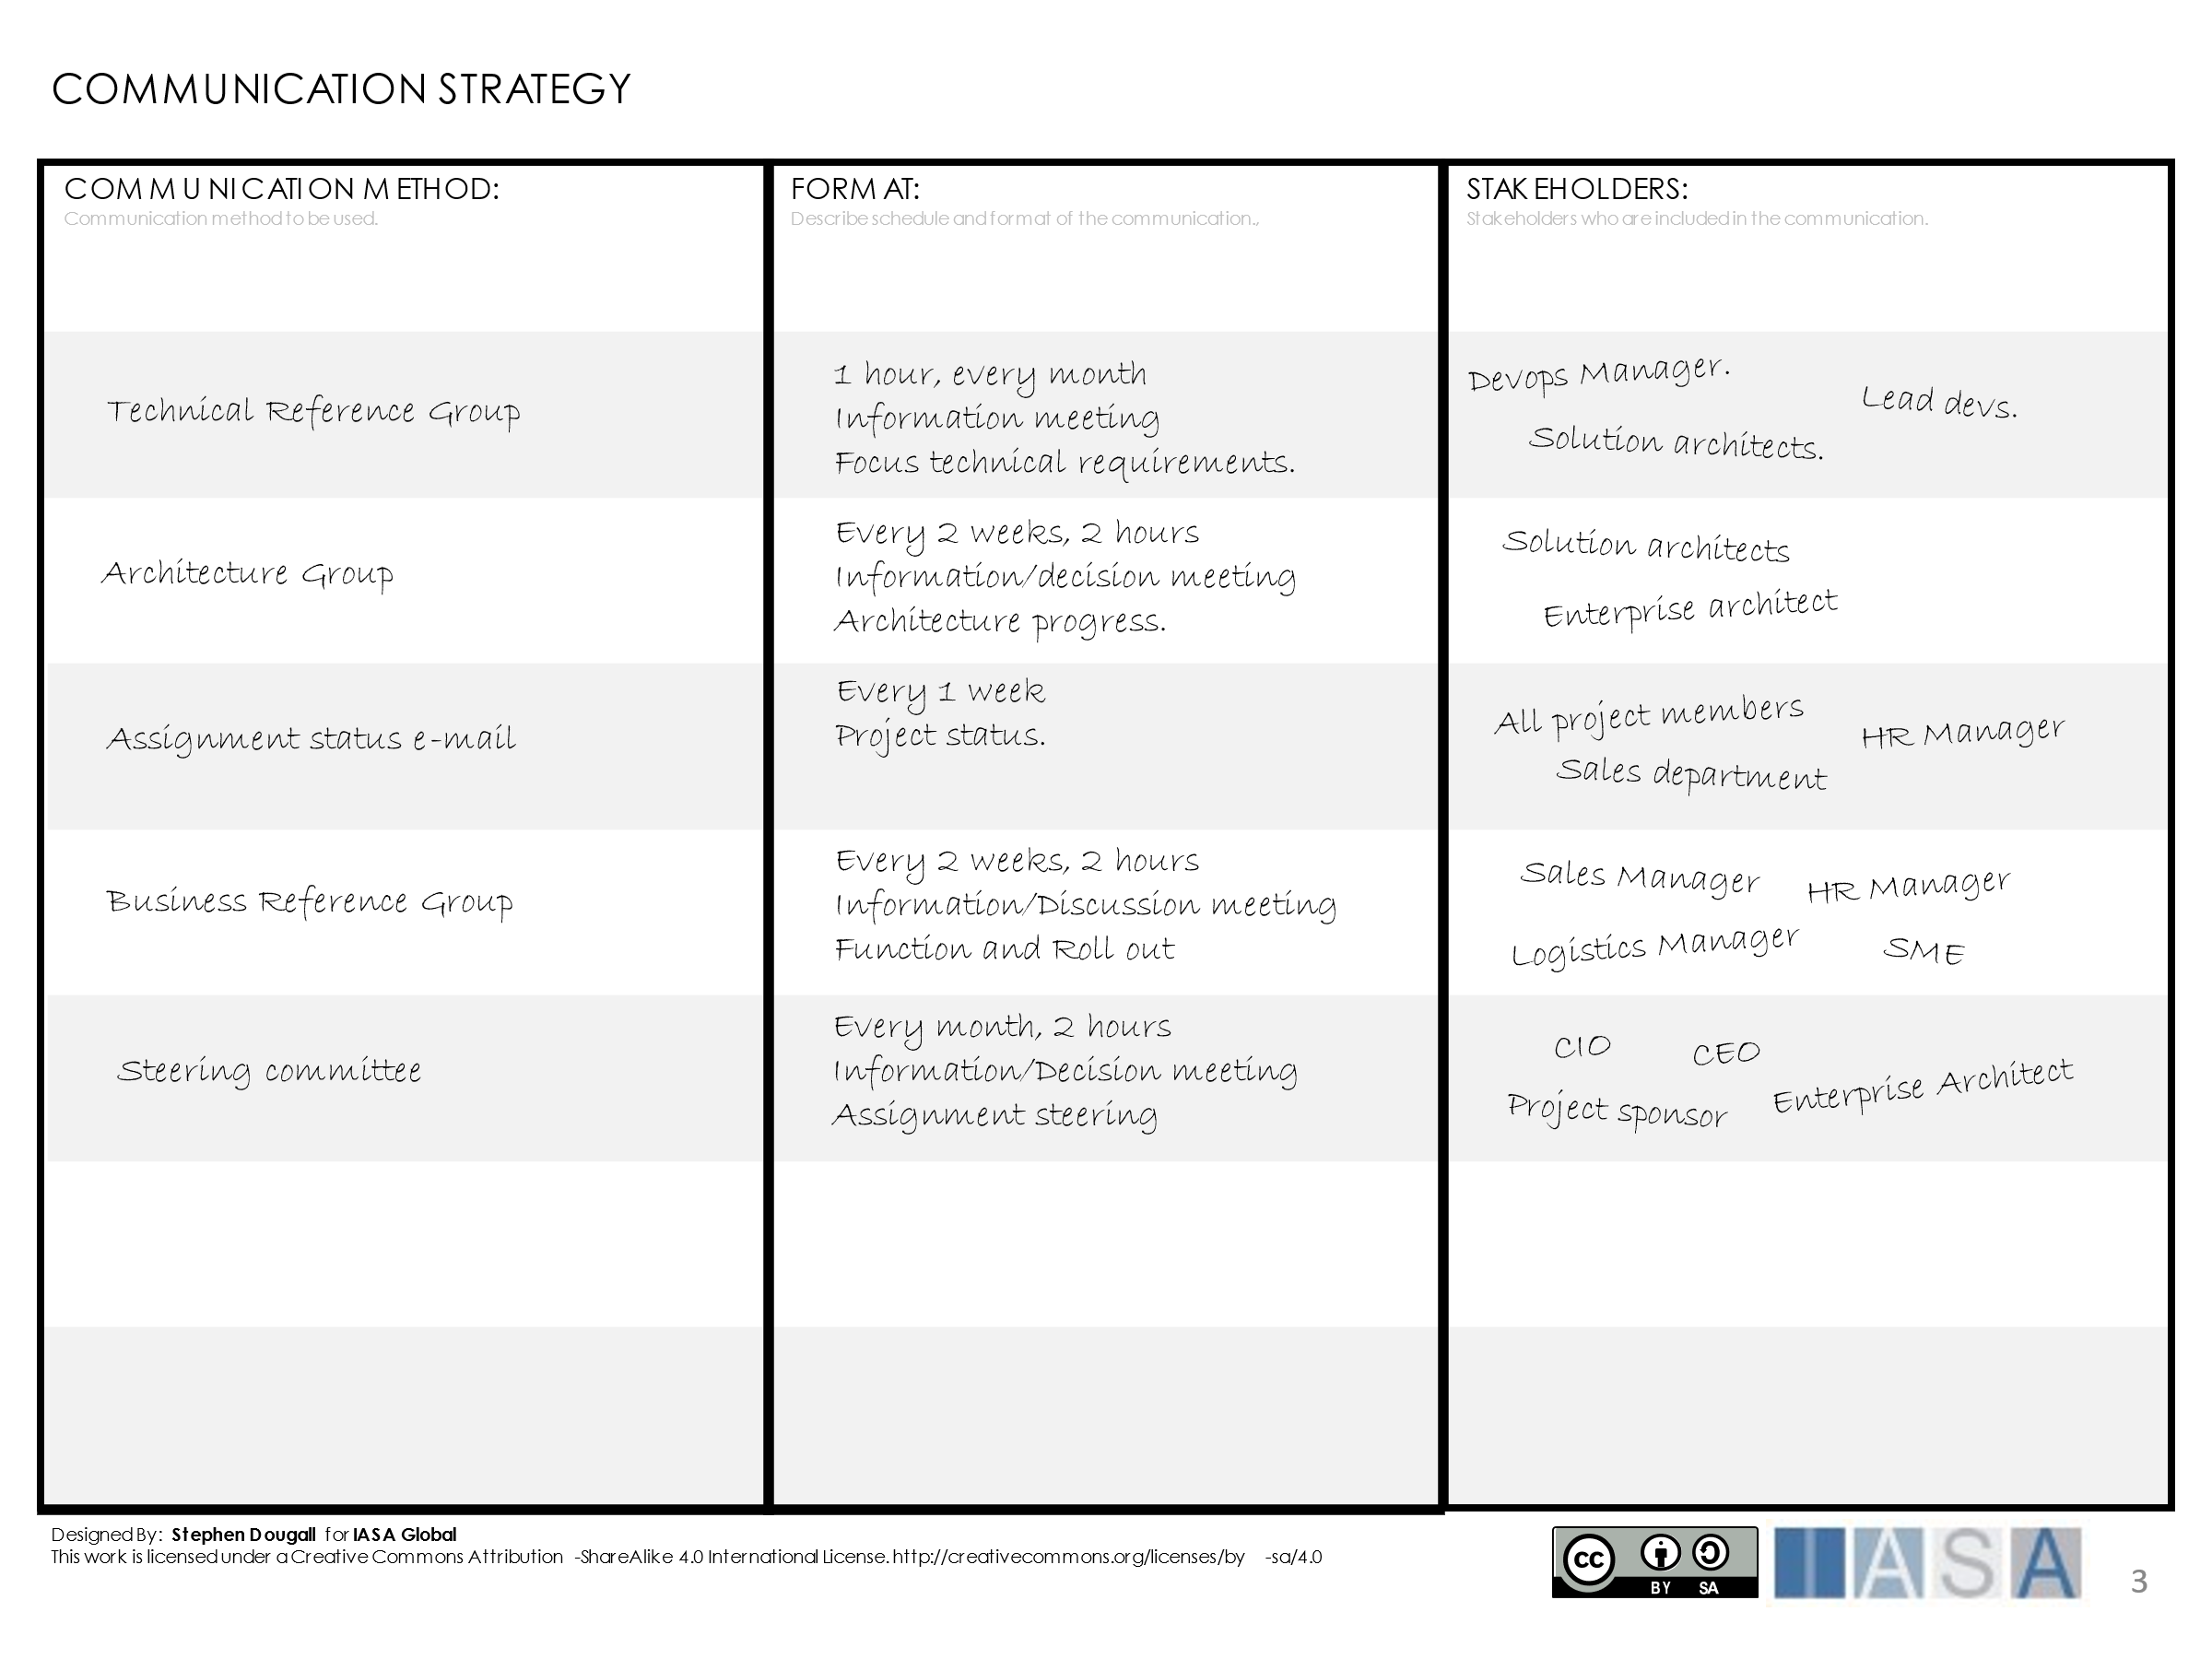 COMMUNICATION STRATEGY
COMMUNICATION METHOD:
Communication method to be used.
FORMAT:
Describe schedule and format of the communication.,
STAKEHOLDERS:
Stakeholders who are included in the communication.
Technical Reference Group
1 hour, every month
Information meeting
Focus technical requirements.
Devops Manager.
Lead devs.
Solution architects.
Architecture Group
Every 2 weeks, 2 hours
Information/decision meeting
Architecture progress.
Solution architects
Enterprise architect
Assignment status e-mail
Every 1 week
Project status.
All project members
HR Manager
Sales department
Business Reference Group
Every 2 weeks, 2 hours
Information/Discussion meeting
Function and Roll out
Sales Manager
HR Manager
Logistics Manager
SME
Steering committee
Every month, 2 hours
Information/Decision meeting
Assignment steering
CIO
CEO
Project sponsor
Enterprise Architect
Designed By: Stephen Dougall for IASA Global
This work is licensed under a Creative Commons Attribution -ShareAlike 4.0 International License. http://creativecommons.org/licenses/by -sa/4.0
cc
BY SA
IASA
3